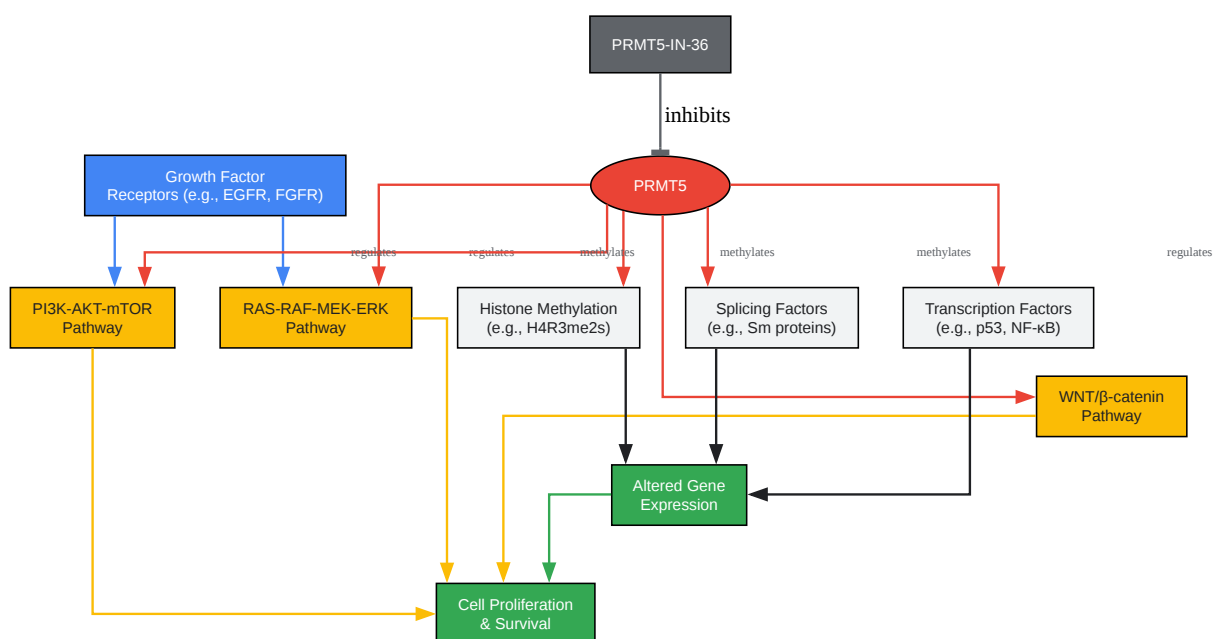 PRMT5-IN-36
inhibits
Growth Factor
Receptors (e.g., EGFR, FGFR)
PRMT5
regulates
regulates
methylates
methylates
methylates
regulates
PI3K-AKT-mTOR
Pathway
RAS-RAF-MEK-ERK
Pathway
Histone Methylation
(e.g., H4R3me2s)
Splicing Factors
(e.g., Sm proteins)
Transcription Factors
(e.g., p53, NF-κB)
WNT/β-catenin
Pathway
Altered Gene
Expression
Cell Proliferation
& Survival